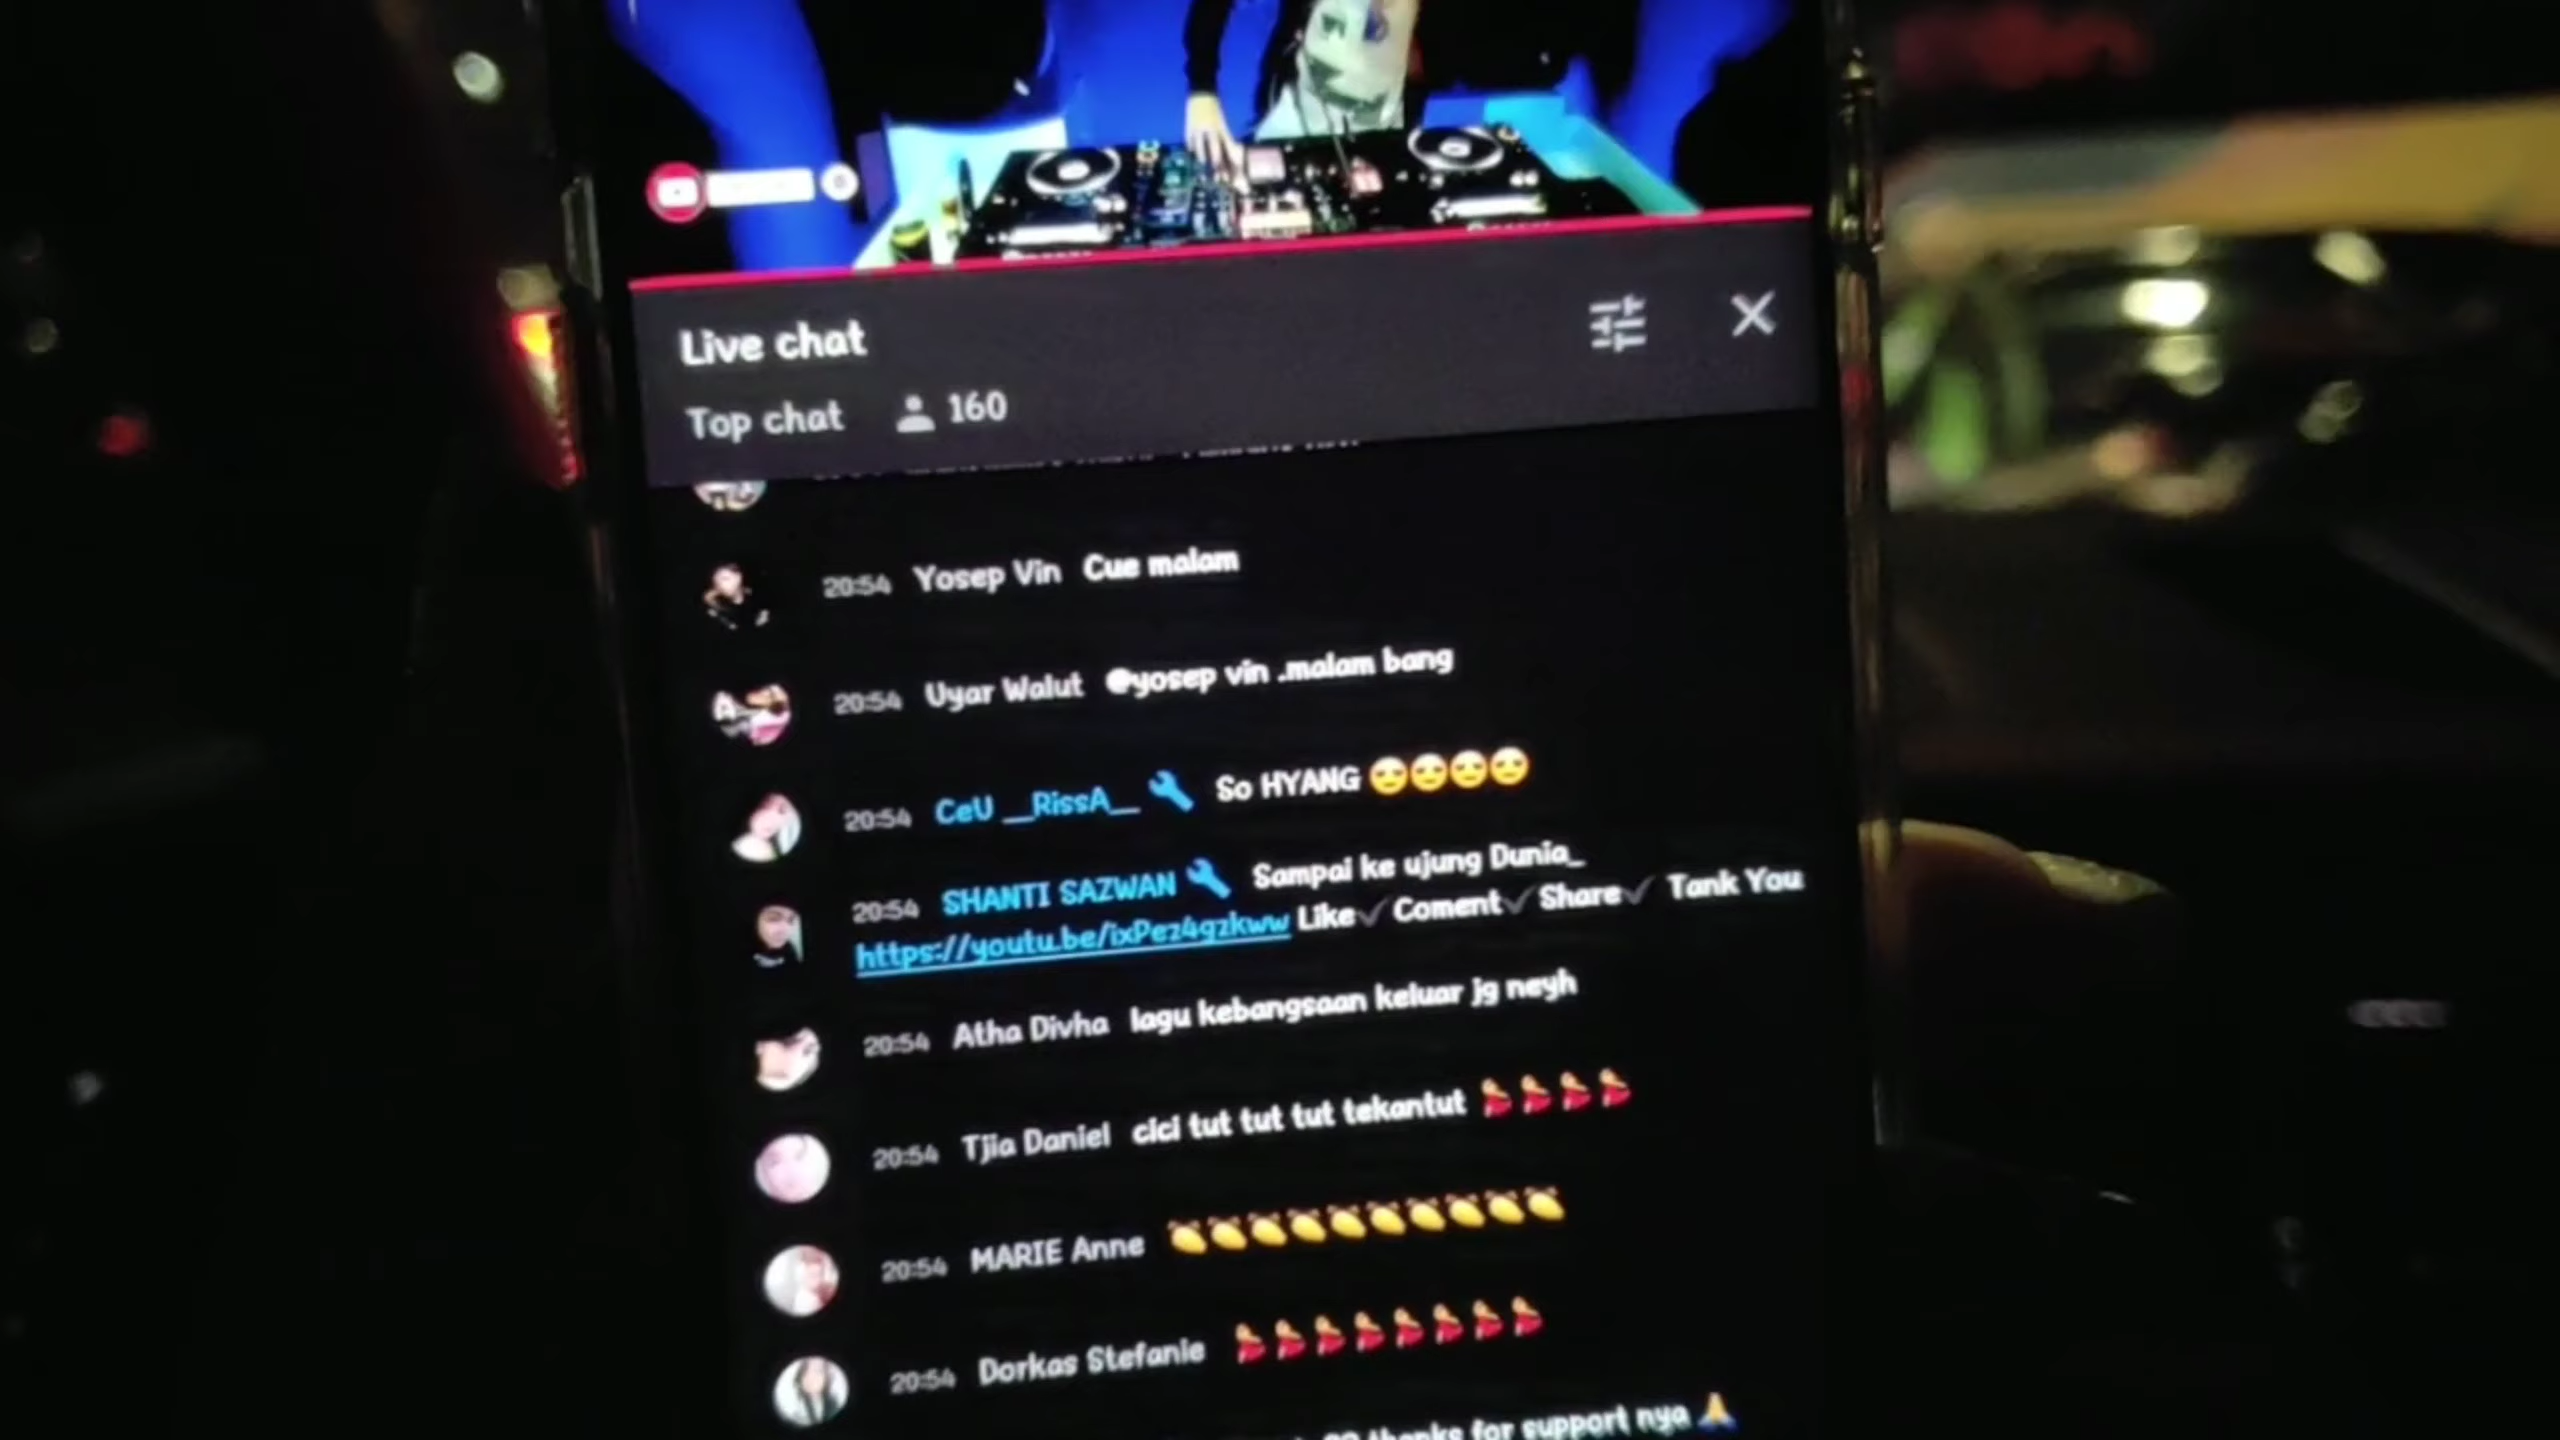 Live chat
Top chat 160
20:54 Yosep Vin Cue malam
20:54 Uyar Walut @yosep vin .malam bang
20:54 CeU __RissA__ 🔧 So HYANG 😍😍😍😍
20:54 SHANTI SAZWAN 🔧 Sampai ke ujung Dunia_
https://youtu.be/ixPez4gzkww Like✓ Coment✓ Share✓ Tank You
20:54 Atha Divha lagu kebangsaan keluar jg neyh
20:54 Tjia Daniel cici tut tut tut tekantut 💃💃💃💃
20:54 MARIE Anne 🍋🍋🍋🍋🍋🍋🍋🍋🍋🍋
20:54 Dorkas Stefanie 💃💃💃💃💃💃💃💃
thanks for support nya 🙏